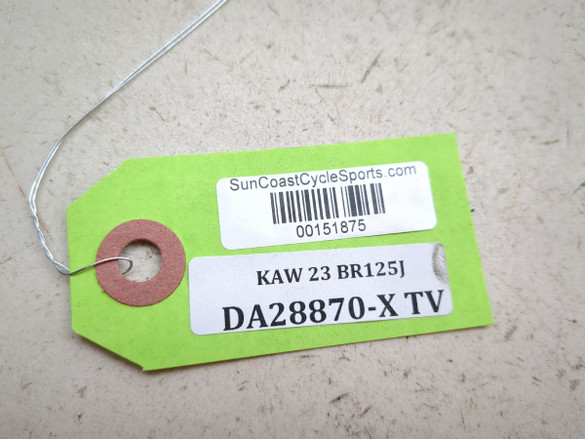 SunCoastCycleSports.com
00151875
KAW 23 BR125J
DA28870-X TV